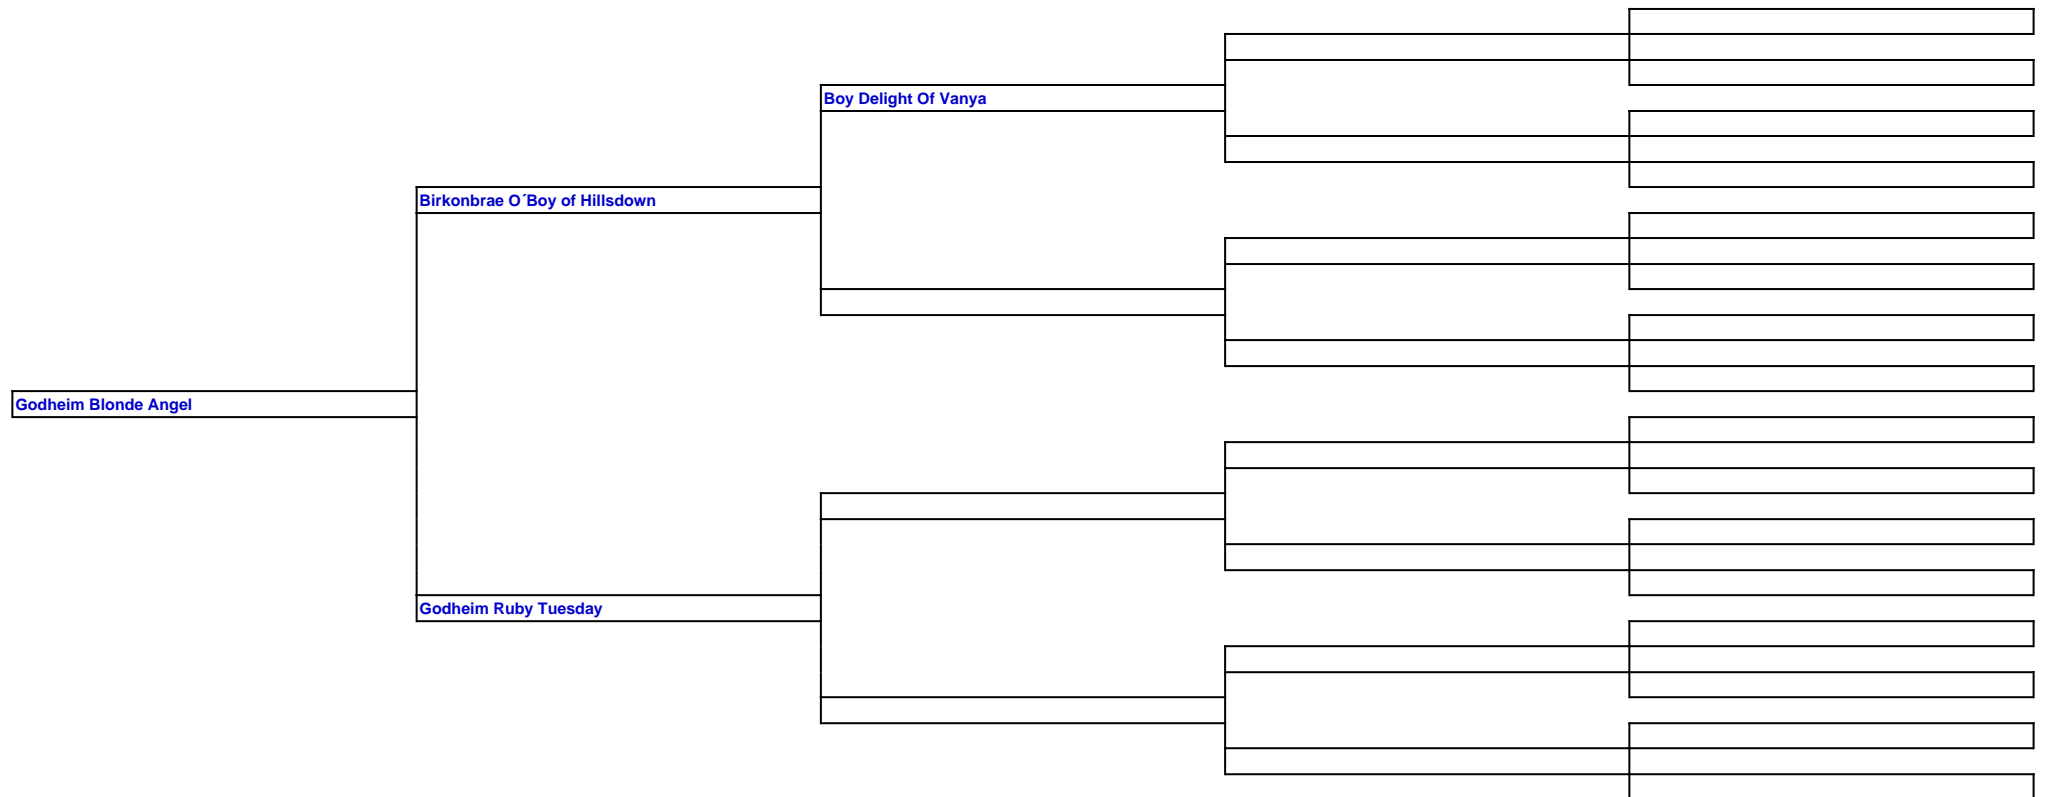 Boy Delight Of Vanya
Birkonbrae O´Boy of Hillsdown
Godheim Blonde Angel
Godheim Ruby Tuesday